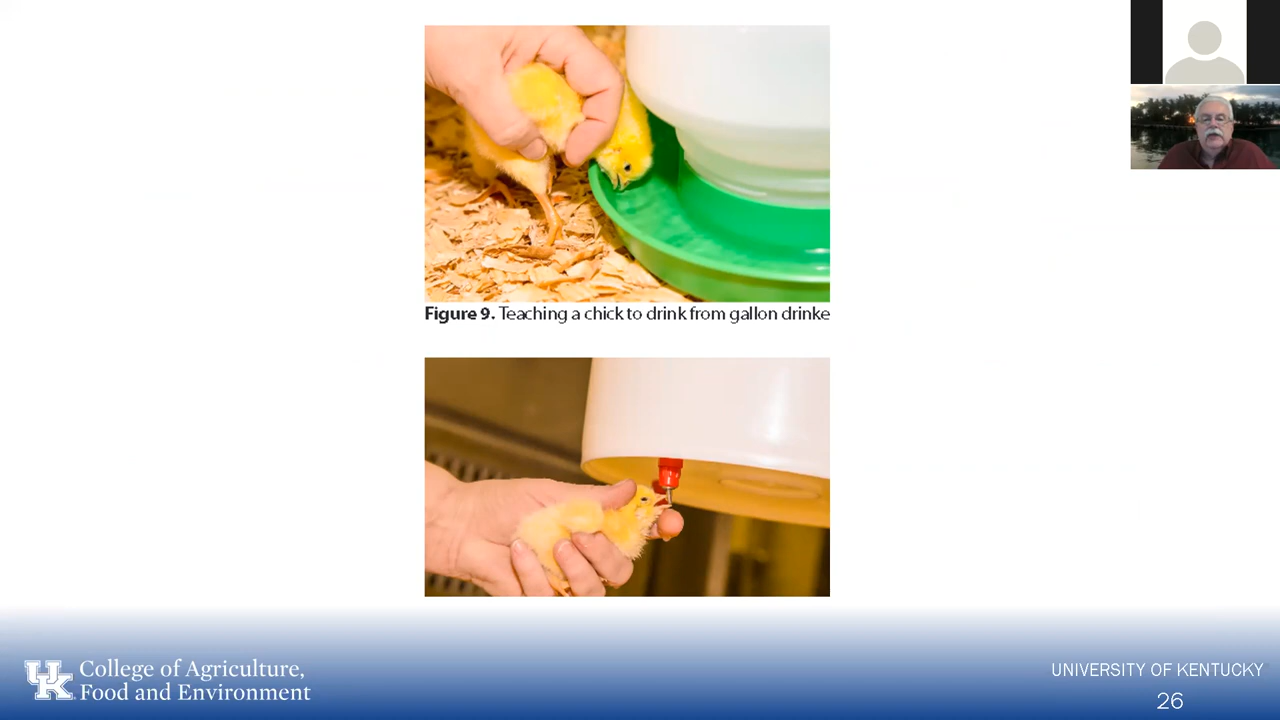 Figure 9. Teaching a chick to drink from gallon drinke
UK
College of Agriculture,
Food and Environment
UNIVERSITY OF KENTUCKY
26